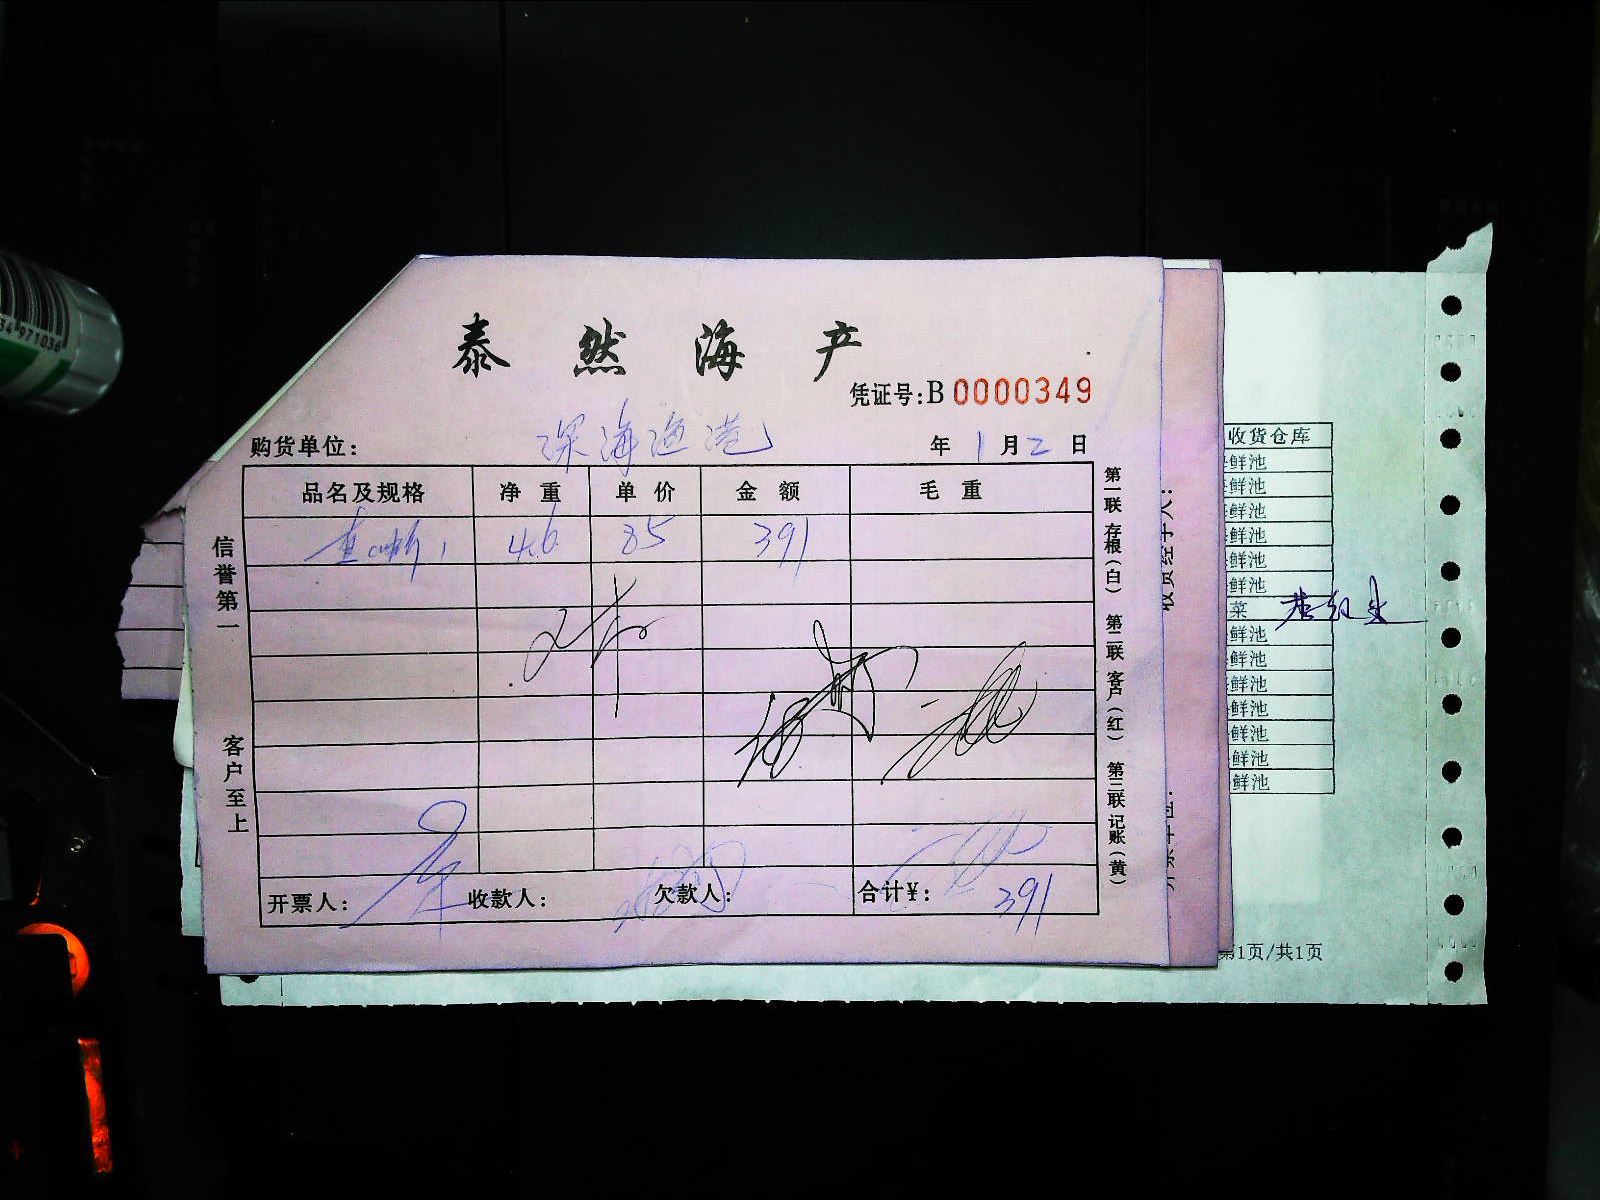 泰然海产
凭证号:B0000349
购货单位: 深海渔港 年1月2日
品名及规格 净重 单价 金额 毛重
4.6 85 391
开票人: 收款人: 欠款人: 合计¥: 391
信誉第一
客户至上
第一联 存根(白) 第二联 客户(红) 第三联 记账(黄)
收货仓库
鲜池
鲜池
鲜池
鲜池
鲜池
鲜池
菜
鲜池
鲜池
鲜池
鲜池
鲜池
鲜池
鲜池
第1页/共1页
34 971036